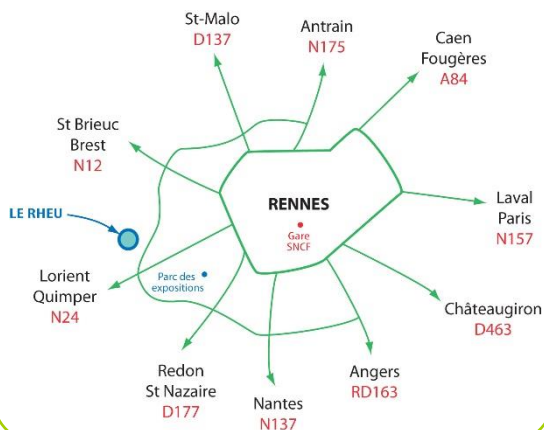 St-Malo
D137
Antrain
N175
Caen
Fougères
A84
St Brieuc
Brest
N12
LE RHEU
RENNES
Gare
SNCF
Laval
Paris
N157
Lorient
Quimper
N24
Parc des
expositions
Châteaugiron
D463
Redon
St Nazaire
D177
Nantes
N137
Angers
RD163